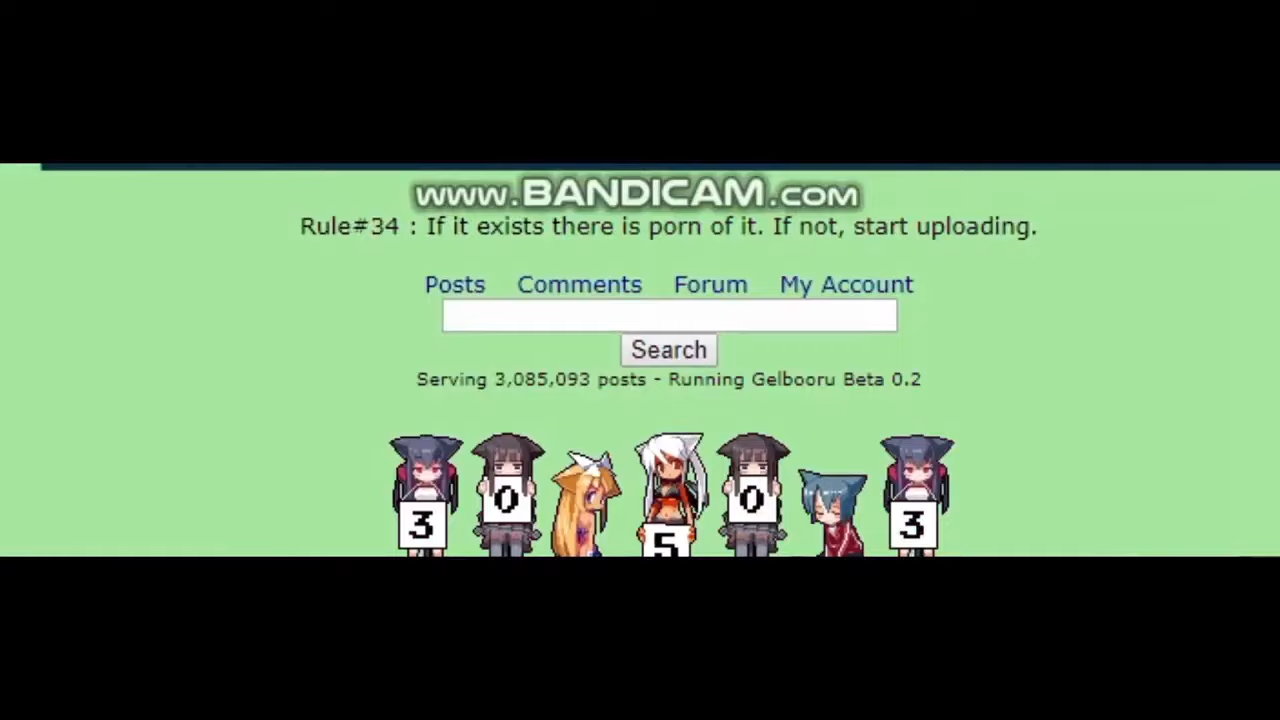 www.BANDICAM.com
Rule#34 : If it exists there is porn of it. If not, start uploading.
Posts Comments Forum My Account
Search
Serving 3,085,093 posts - Running Gelbooru Beta 0.2
3 0 5 0 3